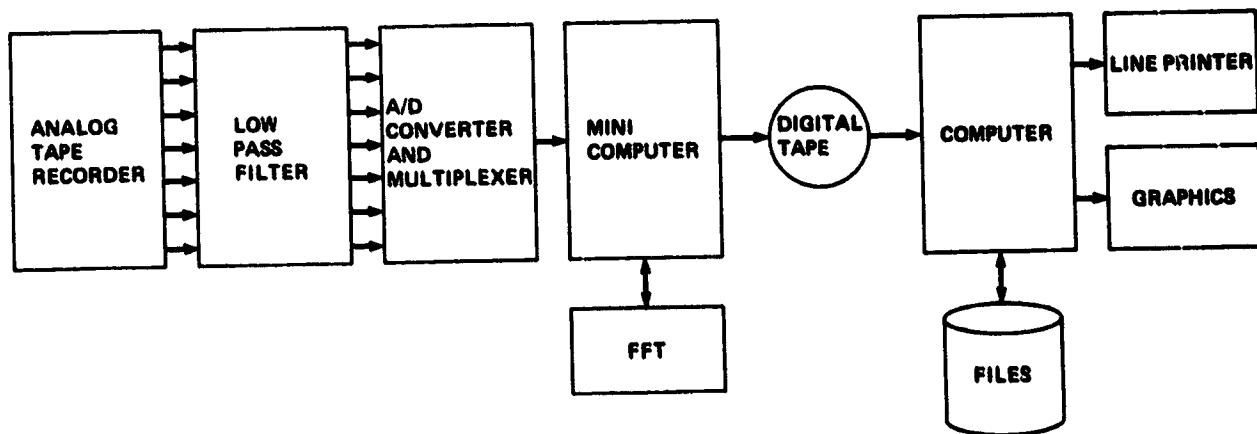 ANALOG
TAPE
RECORDER
LOW
PASS
FILTER
A/D
CONVERTER
AND
MULTIPLEXER
MINI
COMPUTER
FFT
DIGITAL
TAPE
COMPUTER
FILES
LINE PRINTER
GRAPHICS